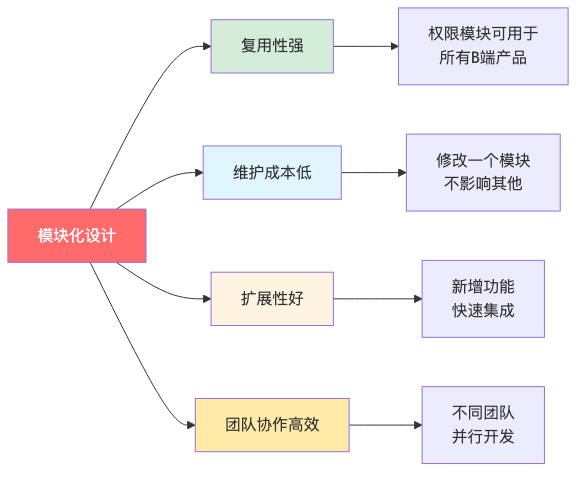 复用性强
权限模块可用于
所有B端产品
维护成本低
修改一个模块
不影响其他
模块化设计
扩展性好
新增功能
快速集成
团队协作高效
不同团队
并行开发